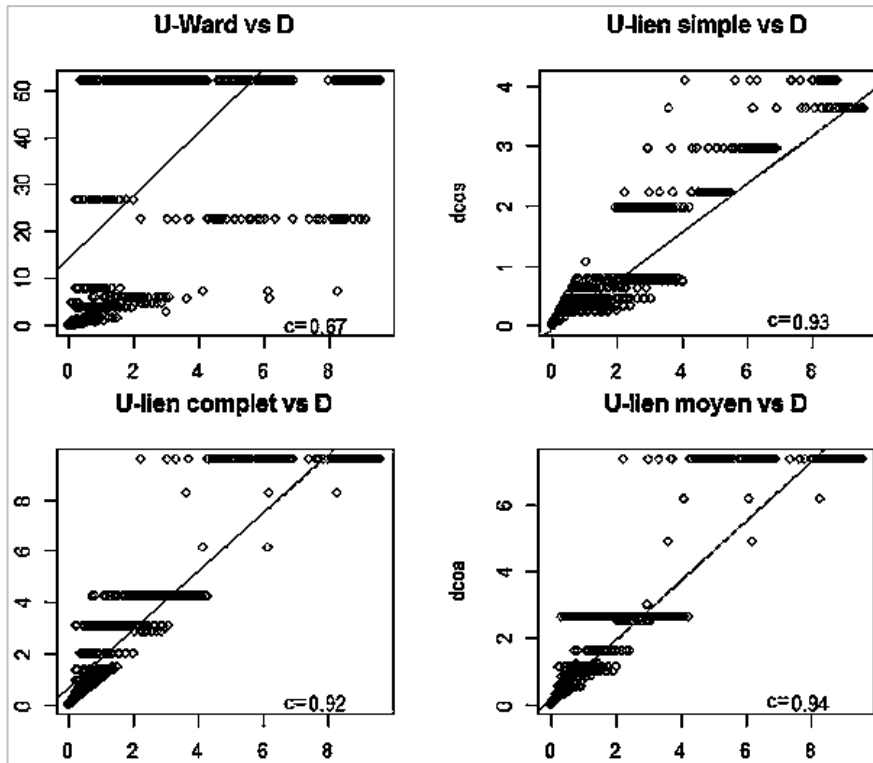 U-Ward vs D
U-lien simple vs D
50
40
30
20
10
0
c=0.67
0 2 4 6 8
dcos
4
3
2
1
0
c=0.93
0 2 4 6 8
U-lien complet vs D
U-lien moyen vs D
8
6
4
2
0
c=0.92
0 2 4 6 8
dcoa
6
4
2
0
c=0.94
0 2 4 6 8